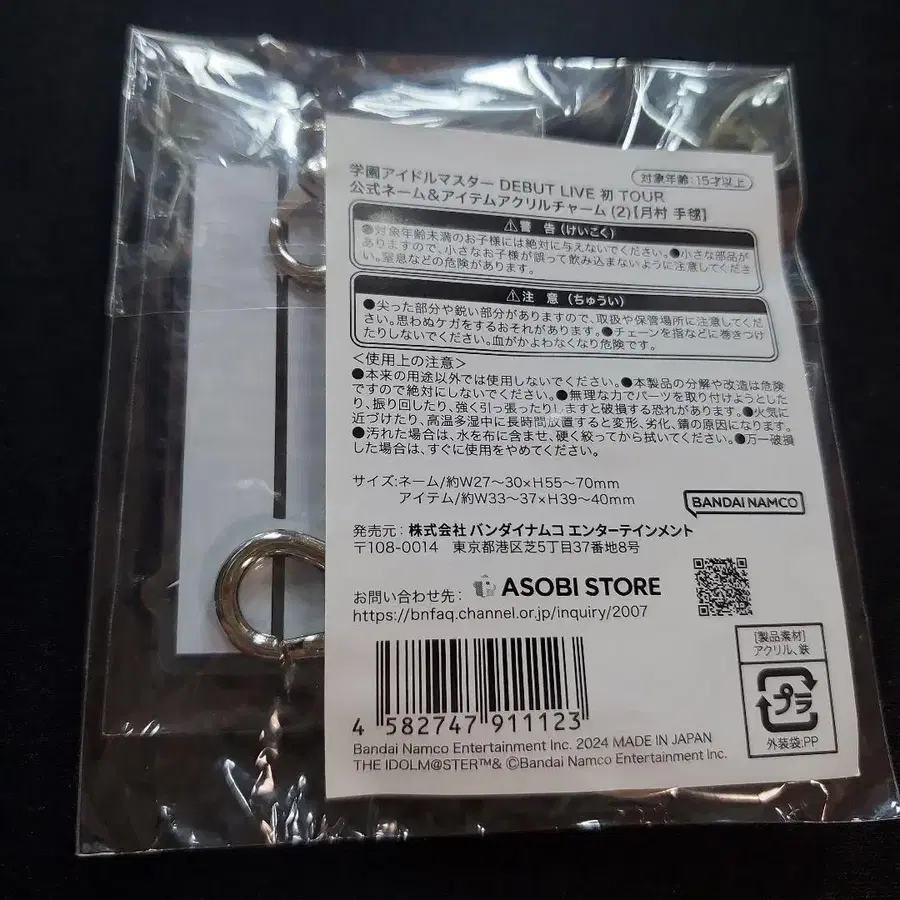 学園アイドルマスター DEBUT LIVE 初 TOUR
対象年齢:15才以上
公式ネーム&アイテムアクリルチャーム (2)【月村 手毬】
⚠警 告(けいこく)
●対象年齢未満のお子様には絶対に与えないでください。●小さな部品が
ありますので、小さなお子様が誤って飲み込まないように注意してくださ
い。窒息などの危険があります。
⚠注 意(ちゅうい)
●尖った部分や鋭い部分がありますので、取扱や保管場所に注意してくだ
さい。思わぬケガをするおそれがあります。●チェーンを指などに巻きつけ
たりしないでください。血がかよわなくなり危険です。
<使用上の注意>
●本来の用途以外では使用しないでください。●本製品の分解や改造は危険
ですので絶対にしないでください。●無理な力でパーツを取り付けようとした
り、振り回したり、強く引っ張ったりしますと破損する恐れがあります。●火気に
近づけたり、高温多湿中に長時間放置すると変形、劣化、錆の原因になります。
●汚れた場合は、水を布に含ませ、硬く絞ってから拭いてください。●万一破損
した場合は、すぐに使用をやめてください。
サイズ:ネーム/約W27〜30×H55〜70mm
アイテム/約W33〜37×H39〜40mm
BANDAI NAMCO
発売元:株式会社 バンダイナムコ エンターテインメント
〒108-0014 東京都港区芝5丁目37番地8号
お問い合わせ先: ASOBI STORE
https://bnfaq.channel.or.jp/inquiry/2007
[製品素材]
アクリル、鉄
プラ
外装袋:PP
4 582747 911123
Bandai Namco Entertainment Inc. 2024 MADE IN JAPAN
THE IDOLM@STER™& ©Bandai Namco Entertainment Inc.